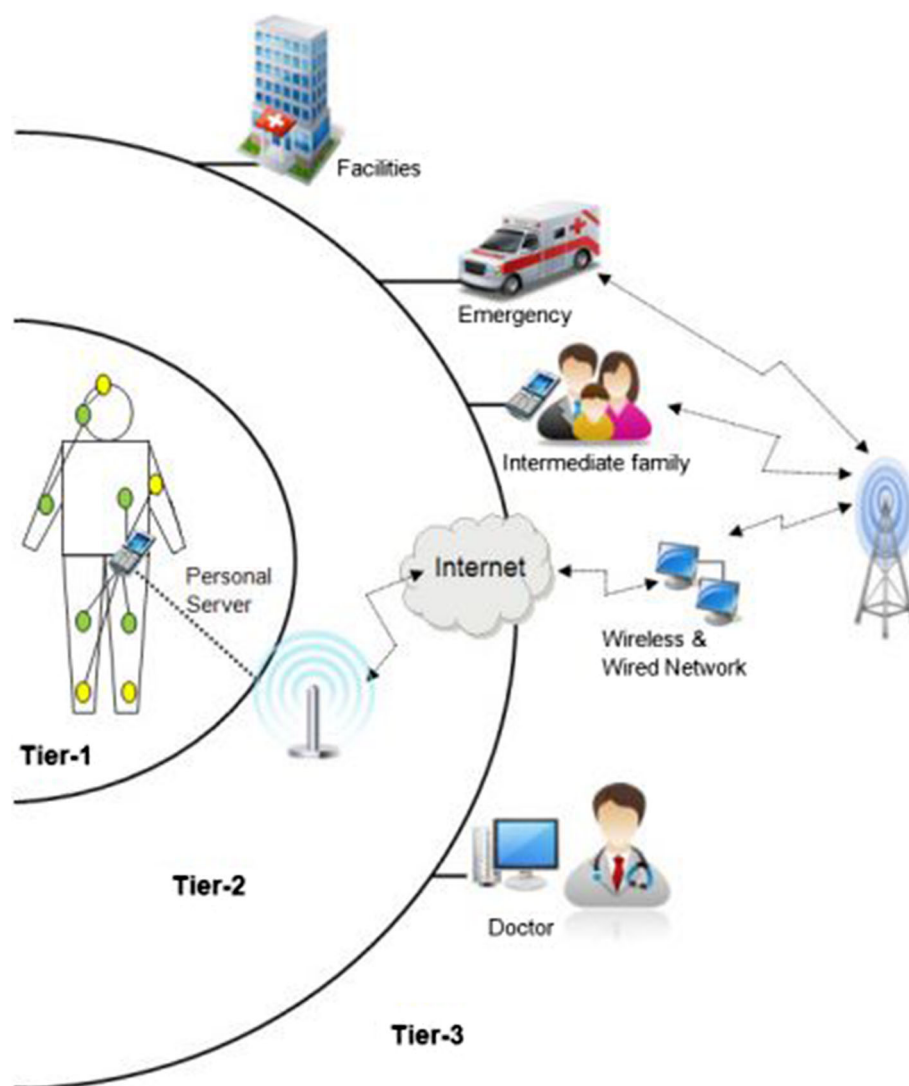 Facilities
Emergency
Intermediate family
Internet
Personal
Server
Wireless &
Wired Network
Tier-1
Tier-2
Doctor
Tier-3